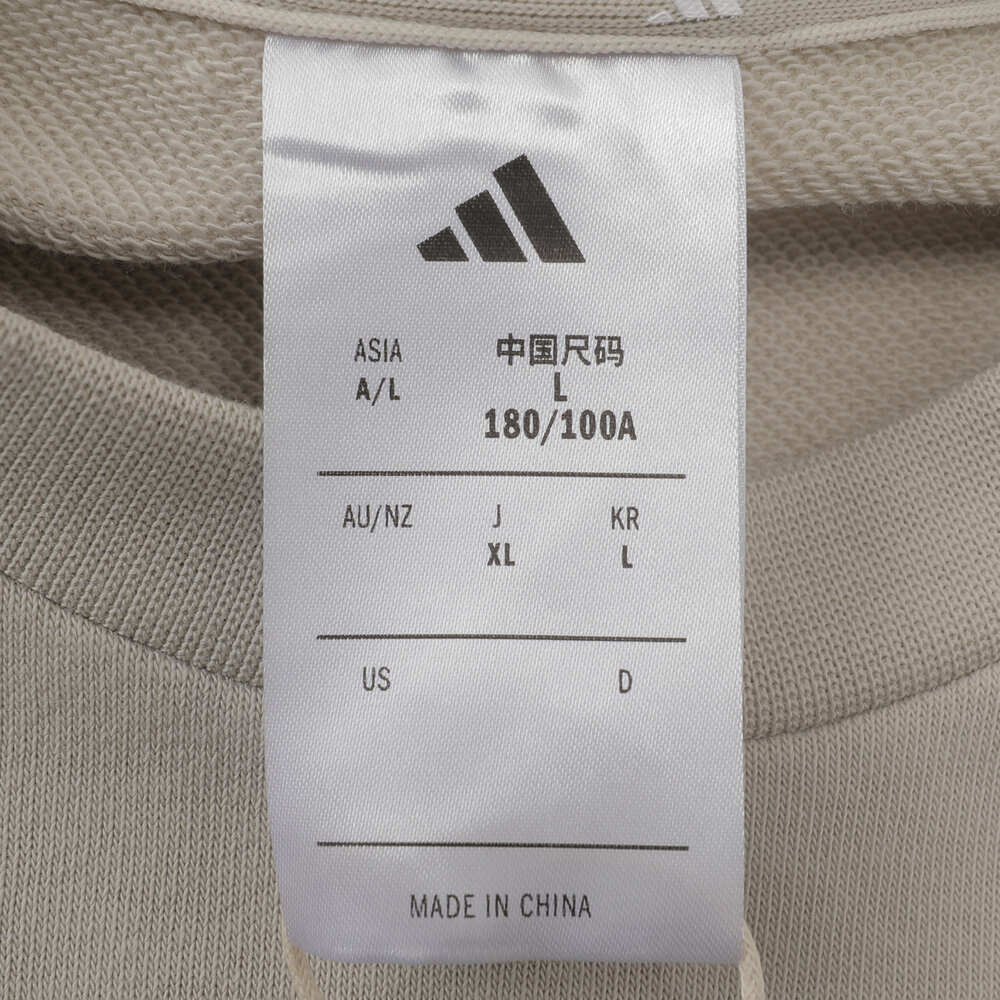 ASIA 中国尺码
A/L L
180/100A
AU/NZ J KR
XL L
US D
MADE IN CHINA